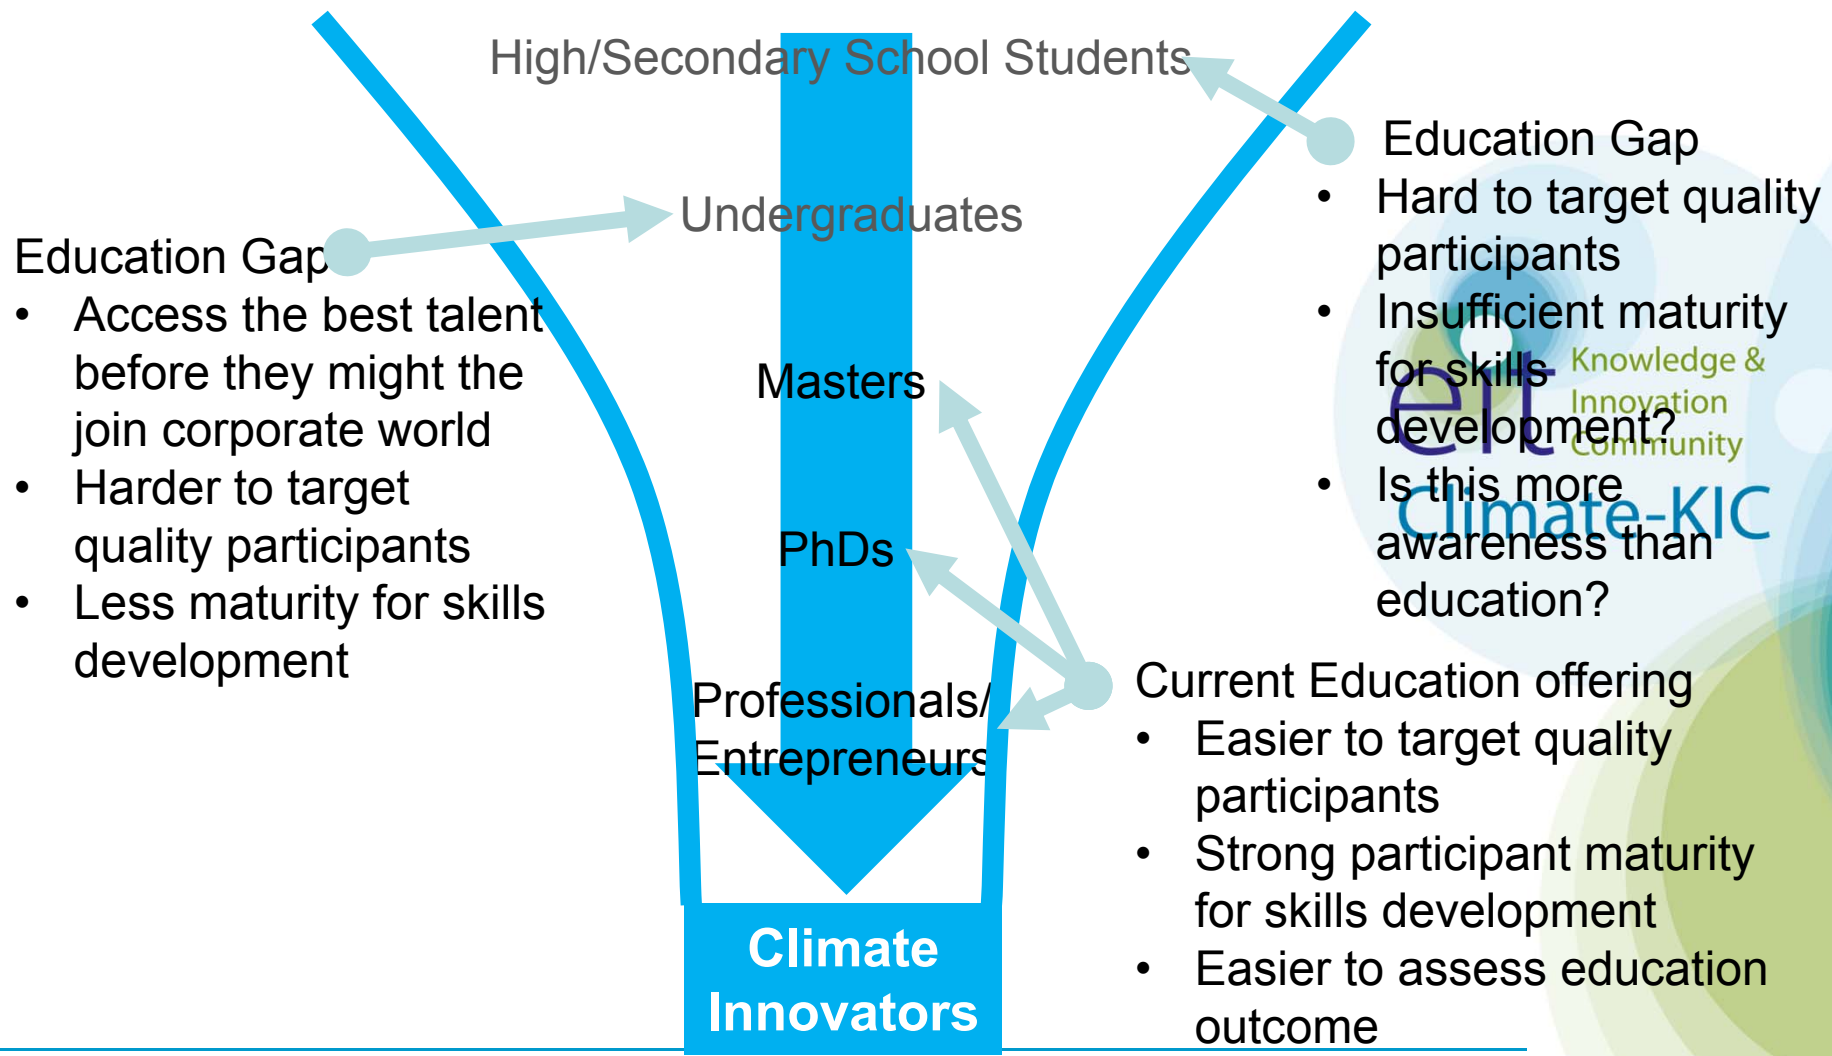 High/Secondary School Students
Undergraduates
Masters
PhDs
Professionals/
Entrepreneurs
Climate
Innovators
Education Gap
• Access the best talent
before they might the
join corporate world
• Harder to target
quality participants
• Less maturity for skills
development
Education Gap
• Hard to target quality
participants
• Insufficient maturity
for skills
development?
• Is this more
awareness than
education?
Current Education offering
• Easier to target quality
participants
• Strong participant maturity
for skills development
• Easier to assess education
outcome
eit
Knowledge &
Innovation
Community
Climate-KIC